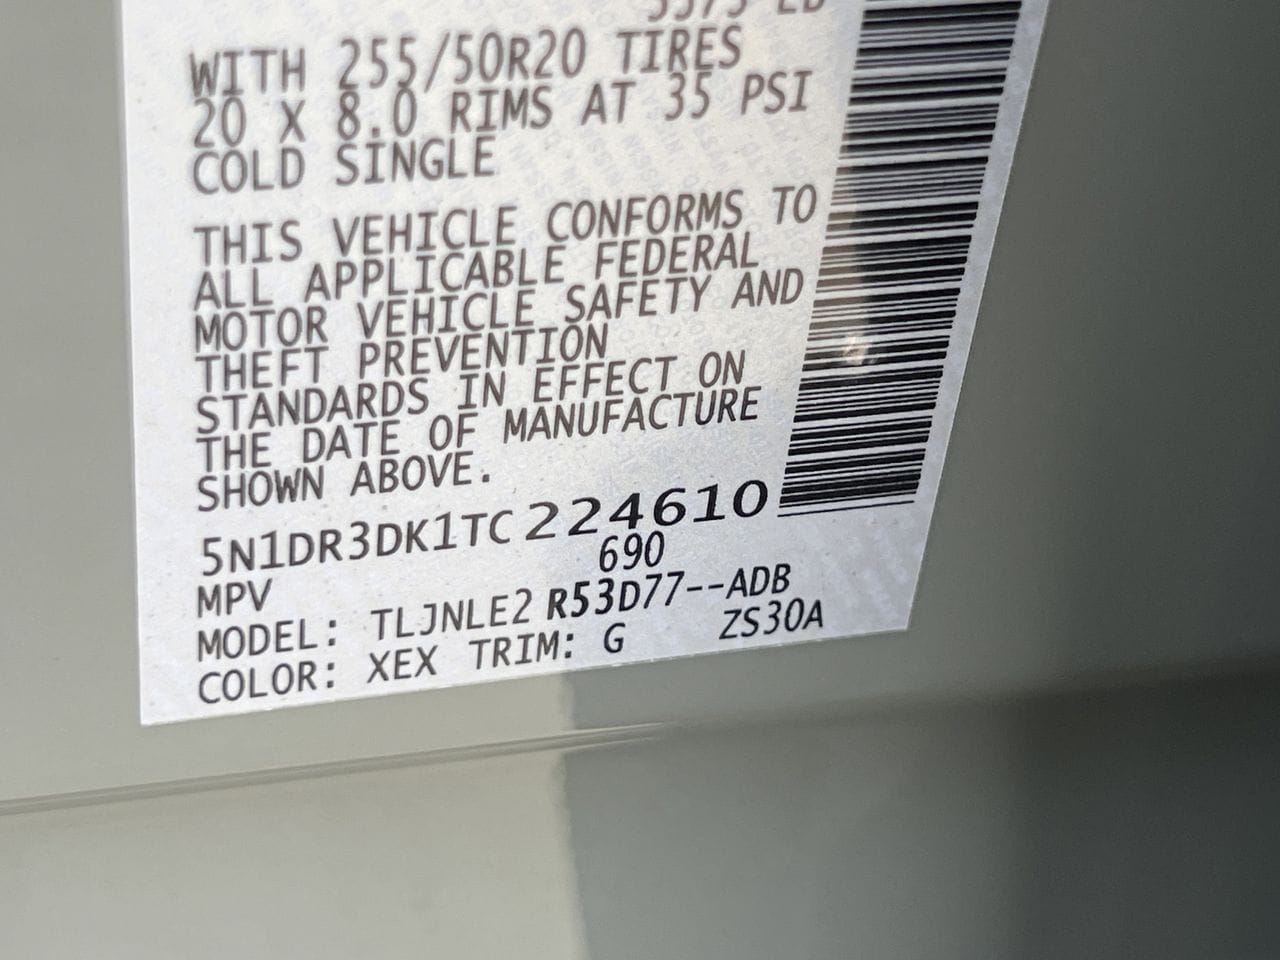 WITH 255/50R20 TIRES
20 X 8.0 RIMS AT 35 PSI
COLD SINGLE
THIS VEHICLE CONFORMS TO
ALL APPLICABLE FEDERAL
MOTOR VEHICLE SAFETY AND
THEFT PREVENTION
STANDARDS IN EFFECT ON
THE DATE OF MANUFACTURE
SHOWN ABOVE.
5N1DR3DK1TC224610
690
MPV
MODEL: TLJNLE2 R53D77--ADB
COLOR: XEX TRIM: G ZS30A